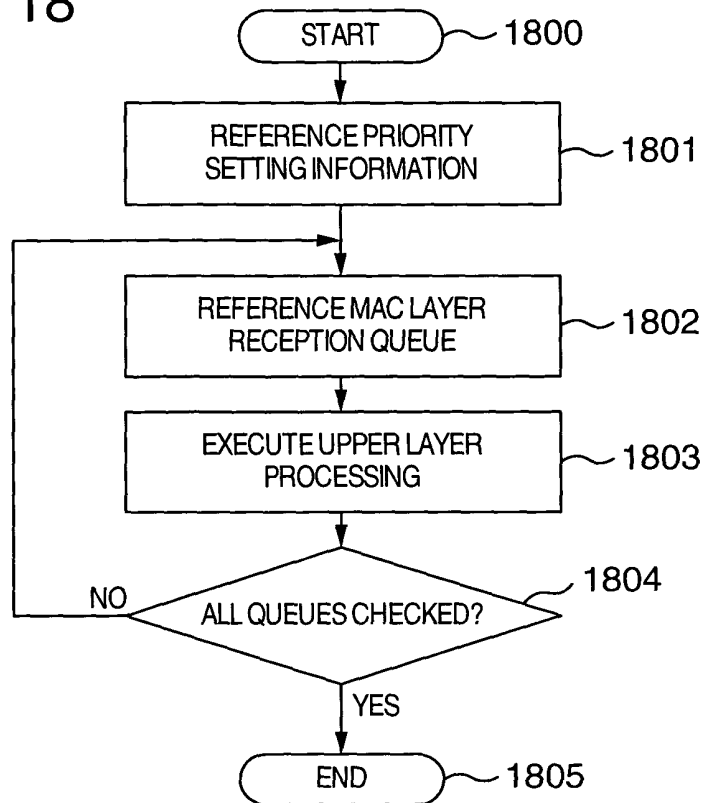 18
START
1800
REFERENCE PRIORITY
SETTING INFORMATION
1801
REFERENCE MAC LAYER
RECEPTION QUEUE
1802
EXECUTE UPPER LAYER
PROCESSING
1803
1804
NO
ALL QUEUES CHECKED?
YES
END
1805